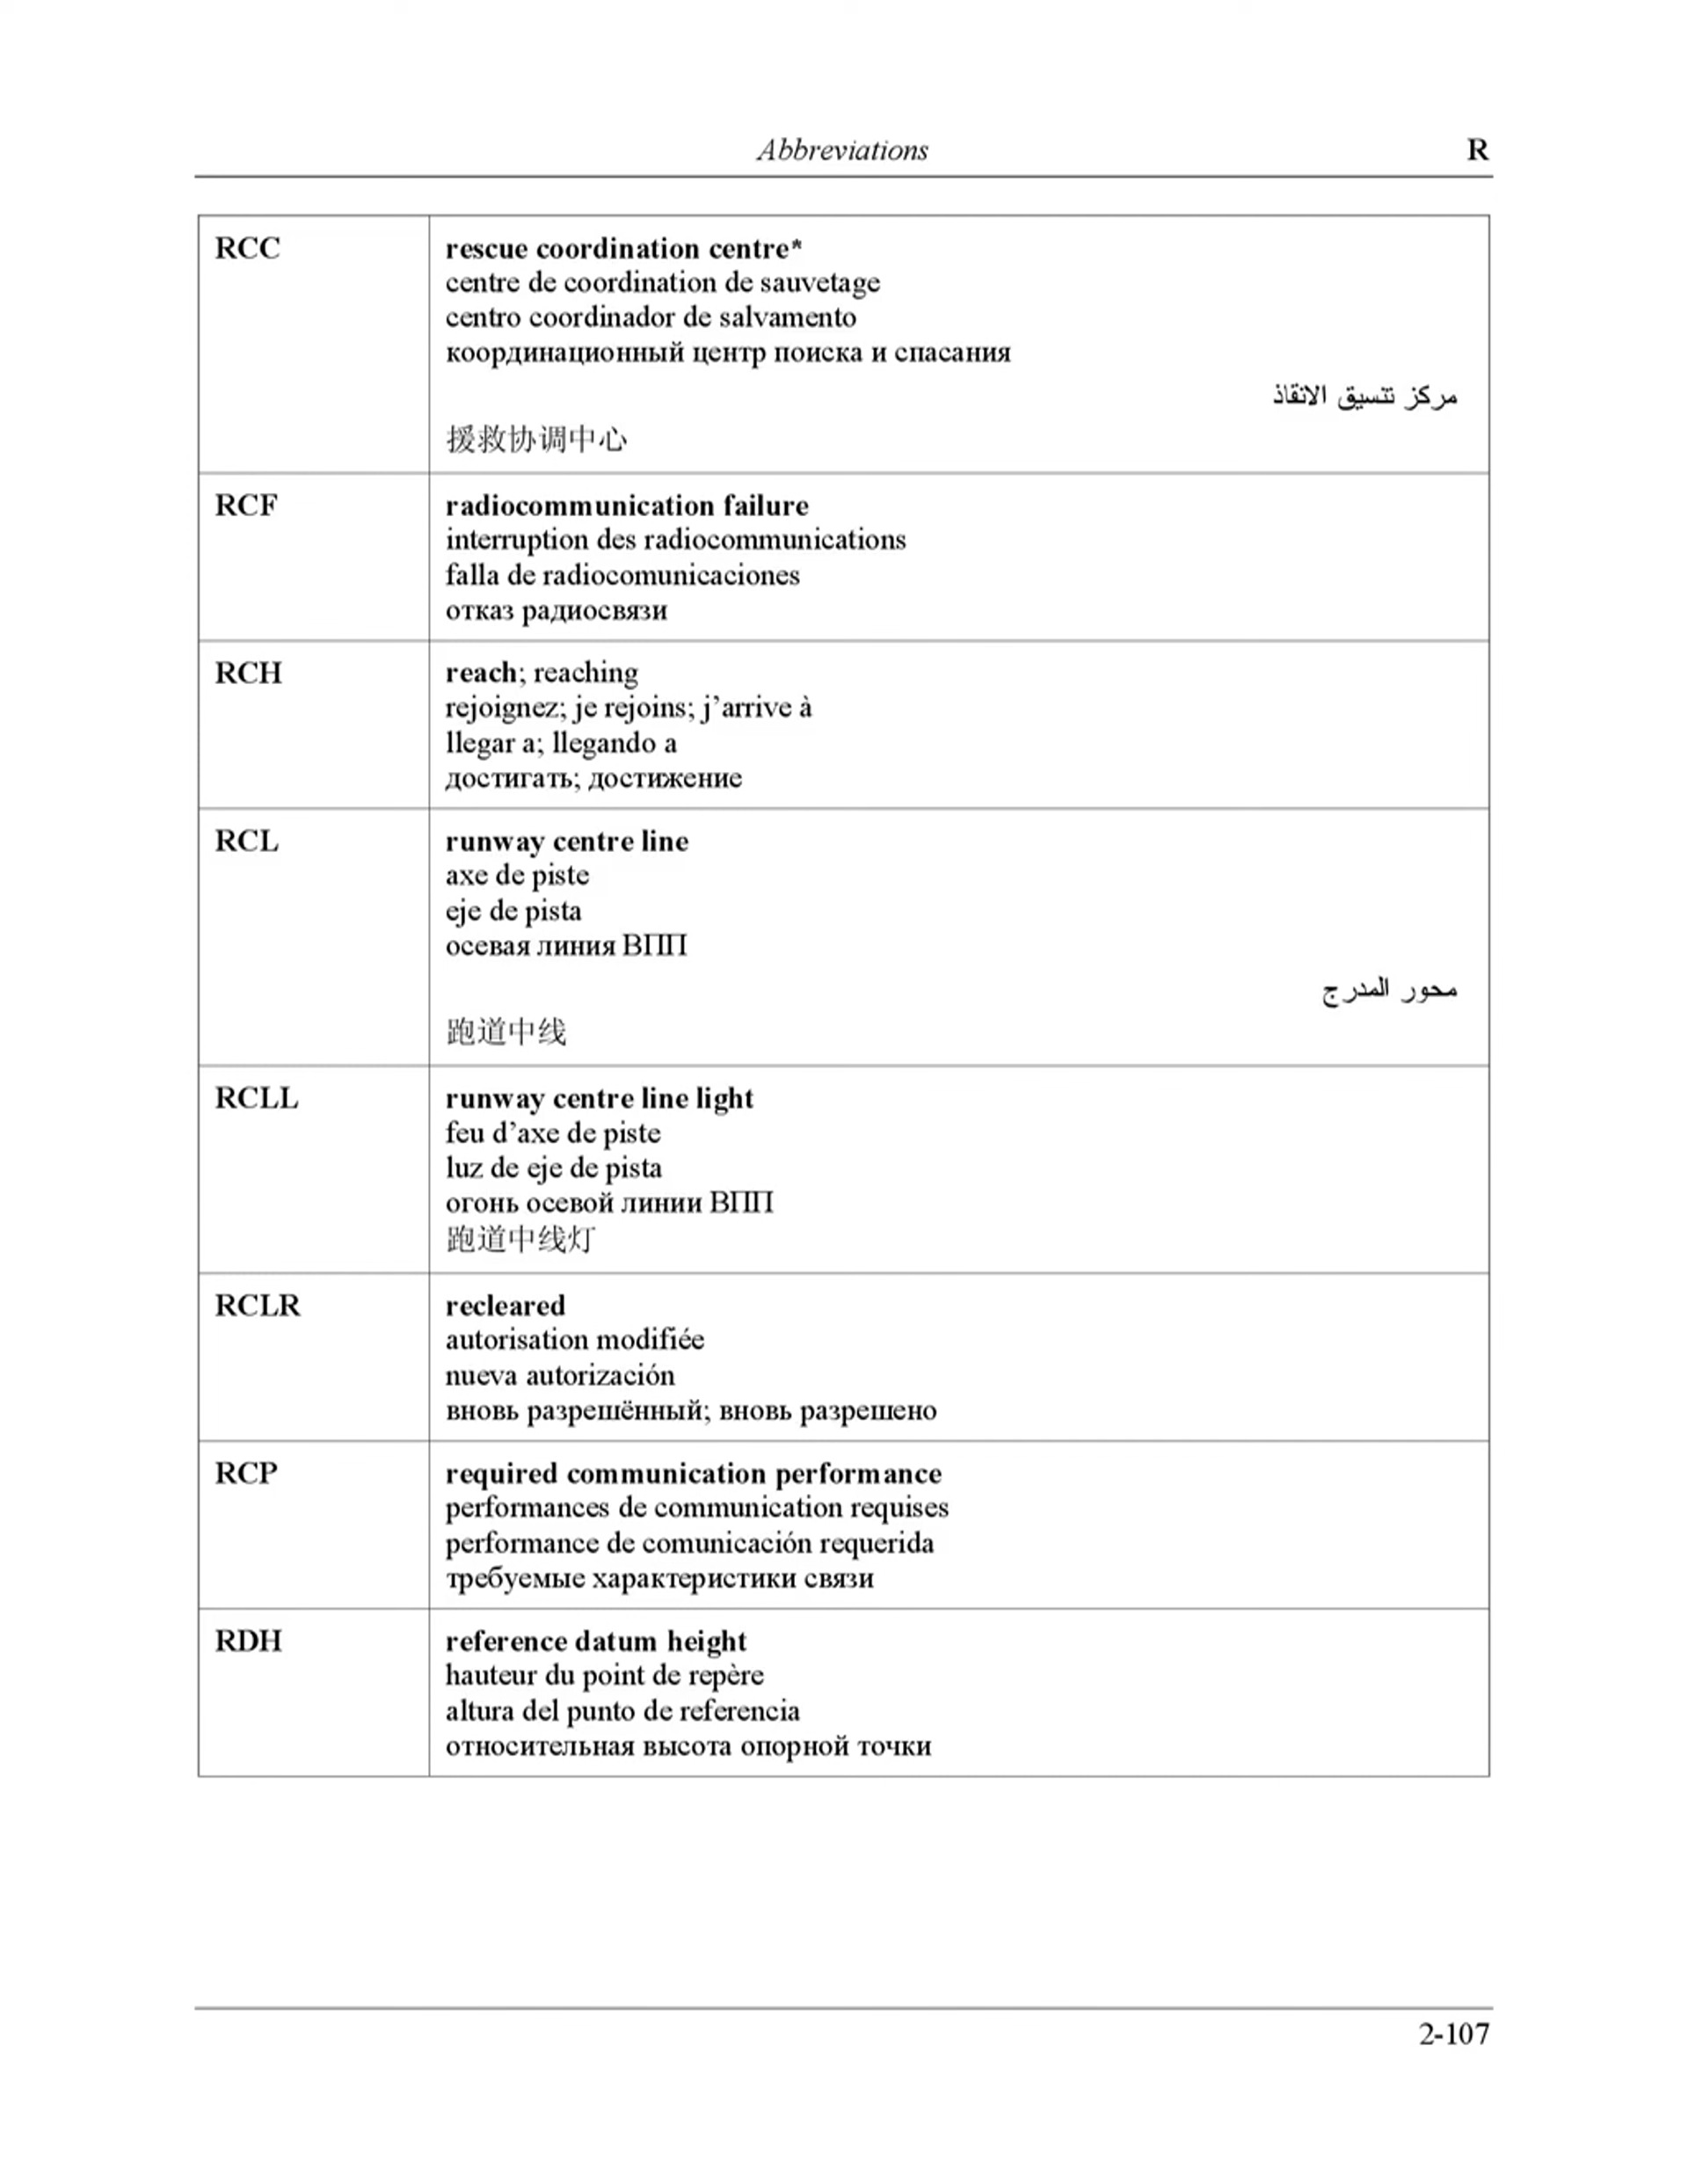 Abbreviations R
RCC
rescue coordination centre*
centre de coordination de sauvetage
centro coordinador de salvamento
координационный центр поиска и спасания
مركز تنسيق الانقاذ
援救协调中心
RCF
radiocommunication failure
interruption des radiocommunications
falla de radiocomunicaciones
отказ радиосвязи
RCH
reach; reaching
rejoignez; je rejoins; j’arrive à
llegar a; llegando a
достигать; достижение
RCL
runway centre line
axe de piste
eje de pista
осевая линия ВПП
محور المدرج
跑道中线
RCLL
runway centre line light
feu d’axe de piste
luz de eje de pista
огонь осевой линии ВПП
跑道中线灯
RCLR
recleared
autorisation modifiée
nueva autorización
вновь разрешённый; вновь разрешено
RCP
required communication performance
performances de communication requises
performance de comunicación requerida
требуемые характеристики связи
RDH
reference datum height
hauteur du point de repère
altura del punto de referencia
относительная высота опорной точки
2-107